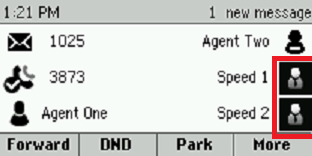 1:21 PM 1 new message
1025 Agent Two
3873 Speed 1
Agent One Speed 2
Forward DND Park More